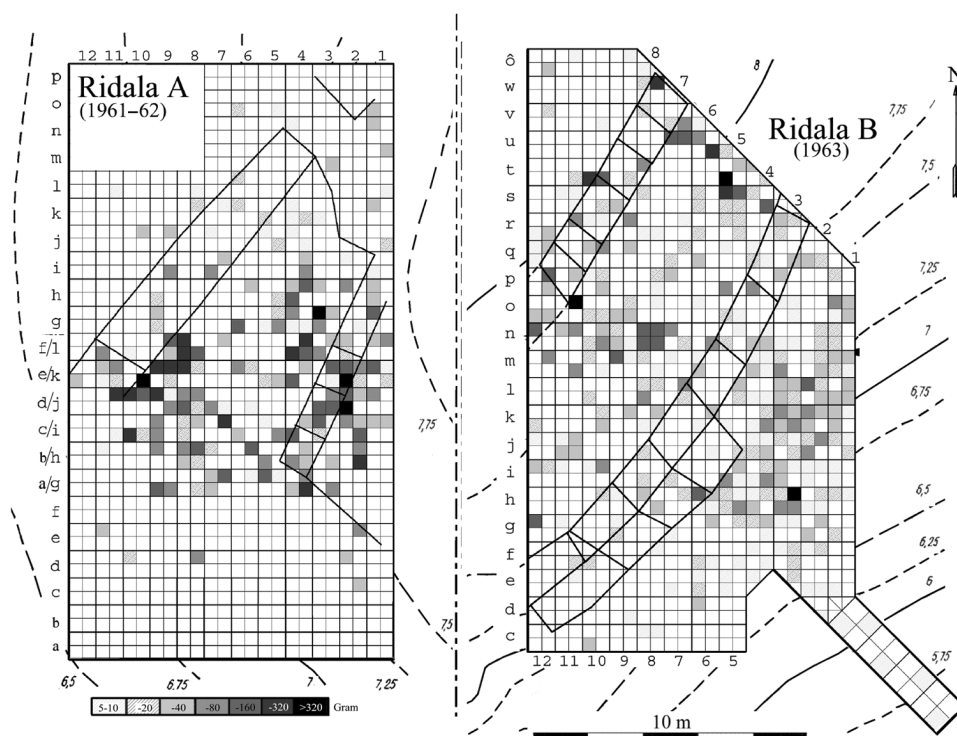 12 11 10 9 8 7 6 5 4 3 2 1
Ridala A
(1961–62)
p
o
n
m
l
k
j
i
h
g
f/l
e/k
d/j
c/i
b/h
a/g
f
e
d
c
b
a
6,5
6,75
7
7,25
7,5
7,75
5-10 -20 -40 -80 -160 -320 >320 Gram
Ridala B
(1963)
N
8
7
6
5
4
3
2
1
ô
w
v
u
t
s
r
q
p
o
n
m
l
k
j
i
h
g
f
e
d
c
12 11 10 9 8 7 6 5
8
7,75
7,5
7,25
7
6,75
6,5
6,25
6
5,75
10 m